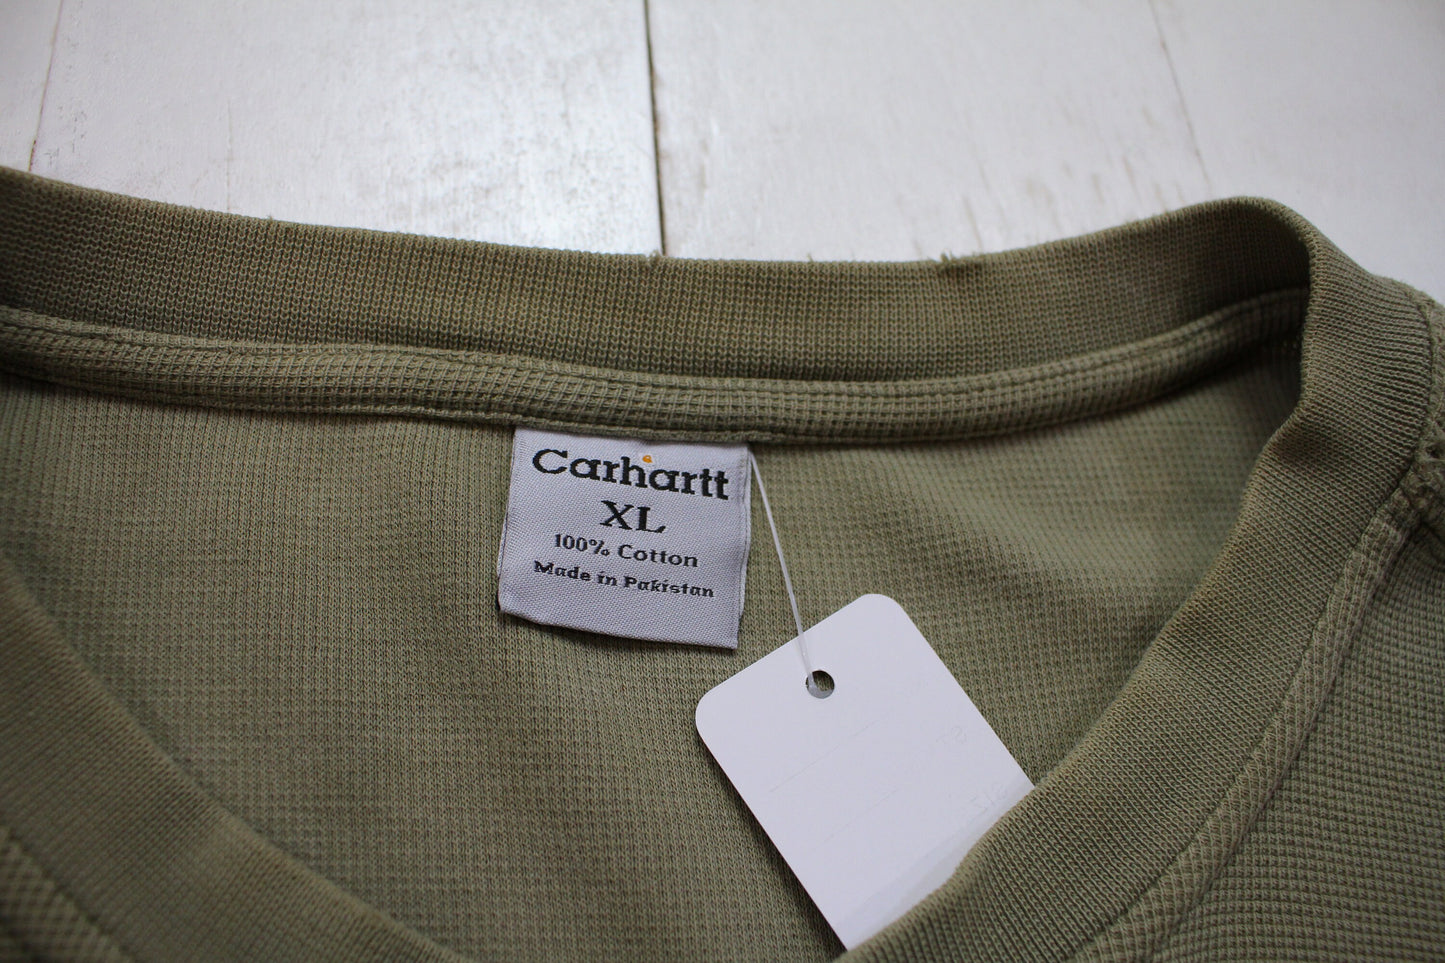 Carhartt
XL
100% Cotton
Made in Pakistan